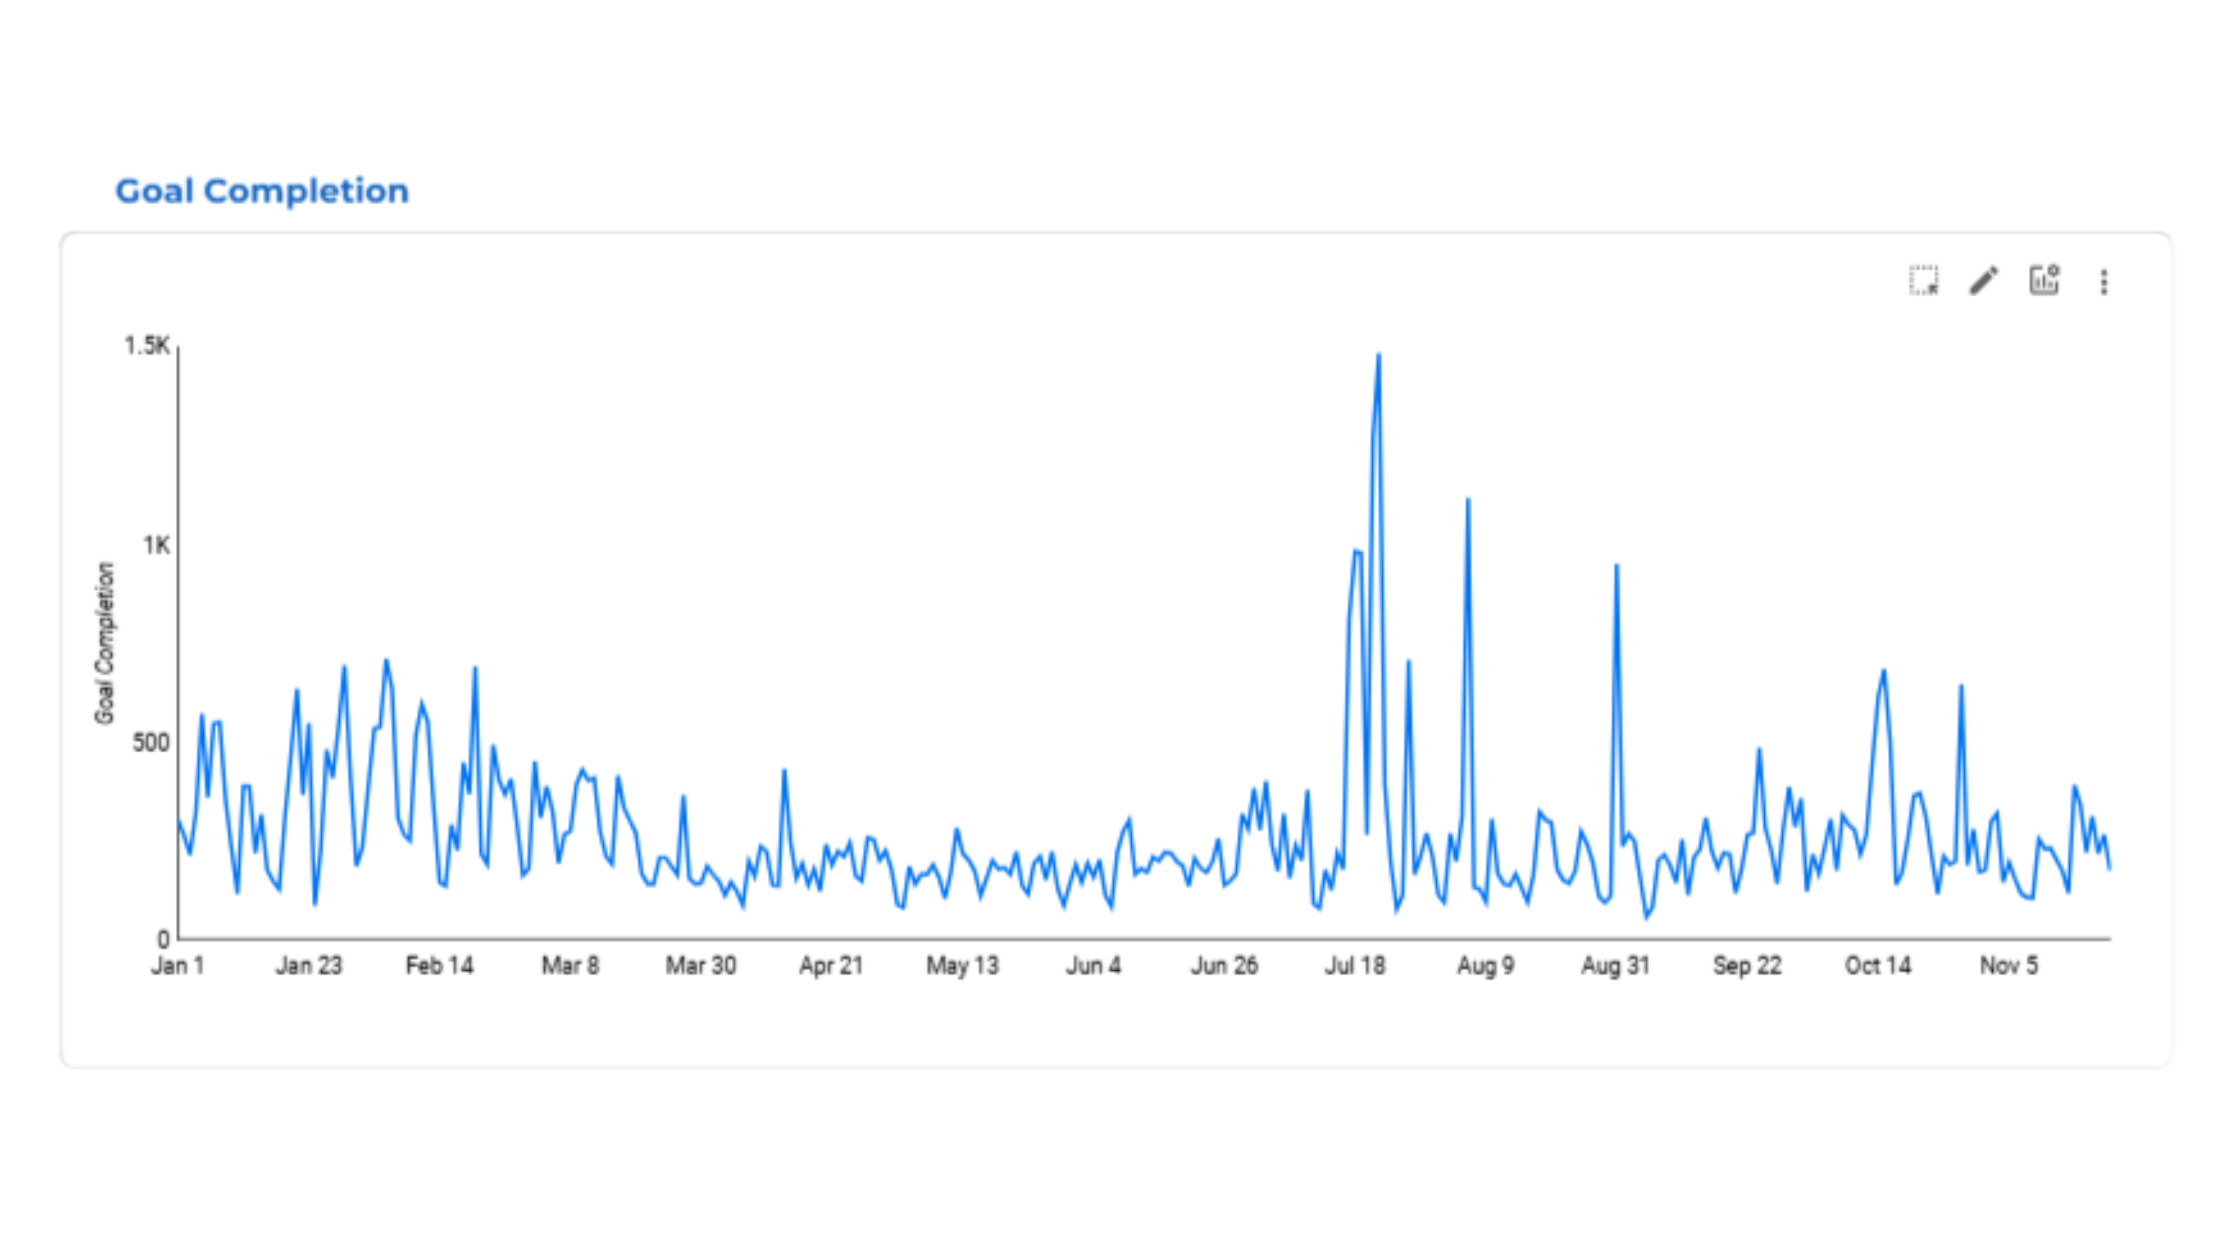 Goal Completion
1.5K
1K
500
0
Goal Completion
Jan 1 Jan 23 Feb 14 Mar 8 Mar 30 Apr 21 May 13 Jun 4 Jun 26 Jul 18 Aug 9 Aug 31 Sep 22 Oct 14 Nov 5